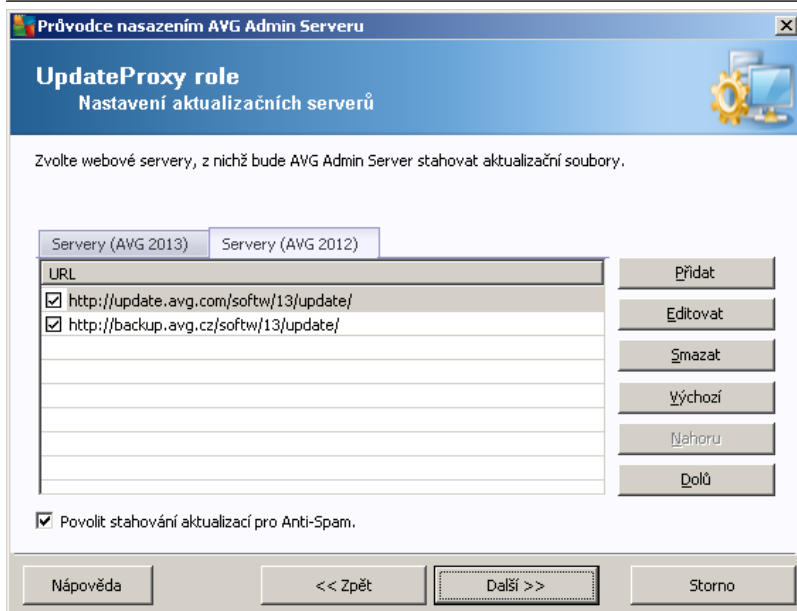 Průvodce nasazením AVG Admin Serveru
UpdateProxy role
Nastavení aktualizačních serverů
Zvolte webové servery, z nichž bude AVG Admin Server stahovat aktualizační soubory.
Servery (AVG 2013) Servery (AVG 2012)
URL
http://update.avg.com/softw/13/update/
http://backup.avg.cz/softw/13/update/
Přidat
Editovat
Smazat
Výchozí
Nahoru
Dolů
Povolit stahování aktualizací pro Anti-Spam.
Nápověda << Zpět Další >> Storno